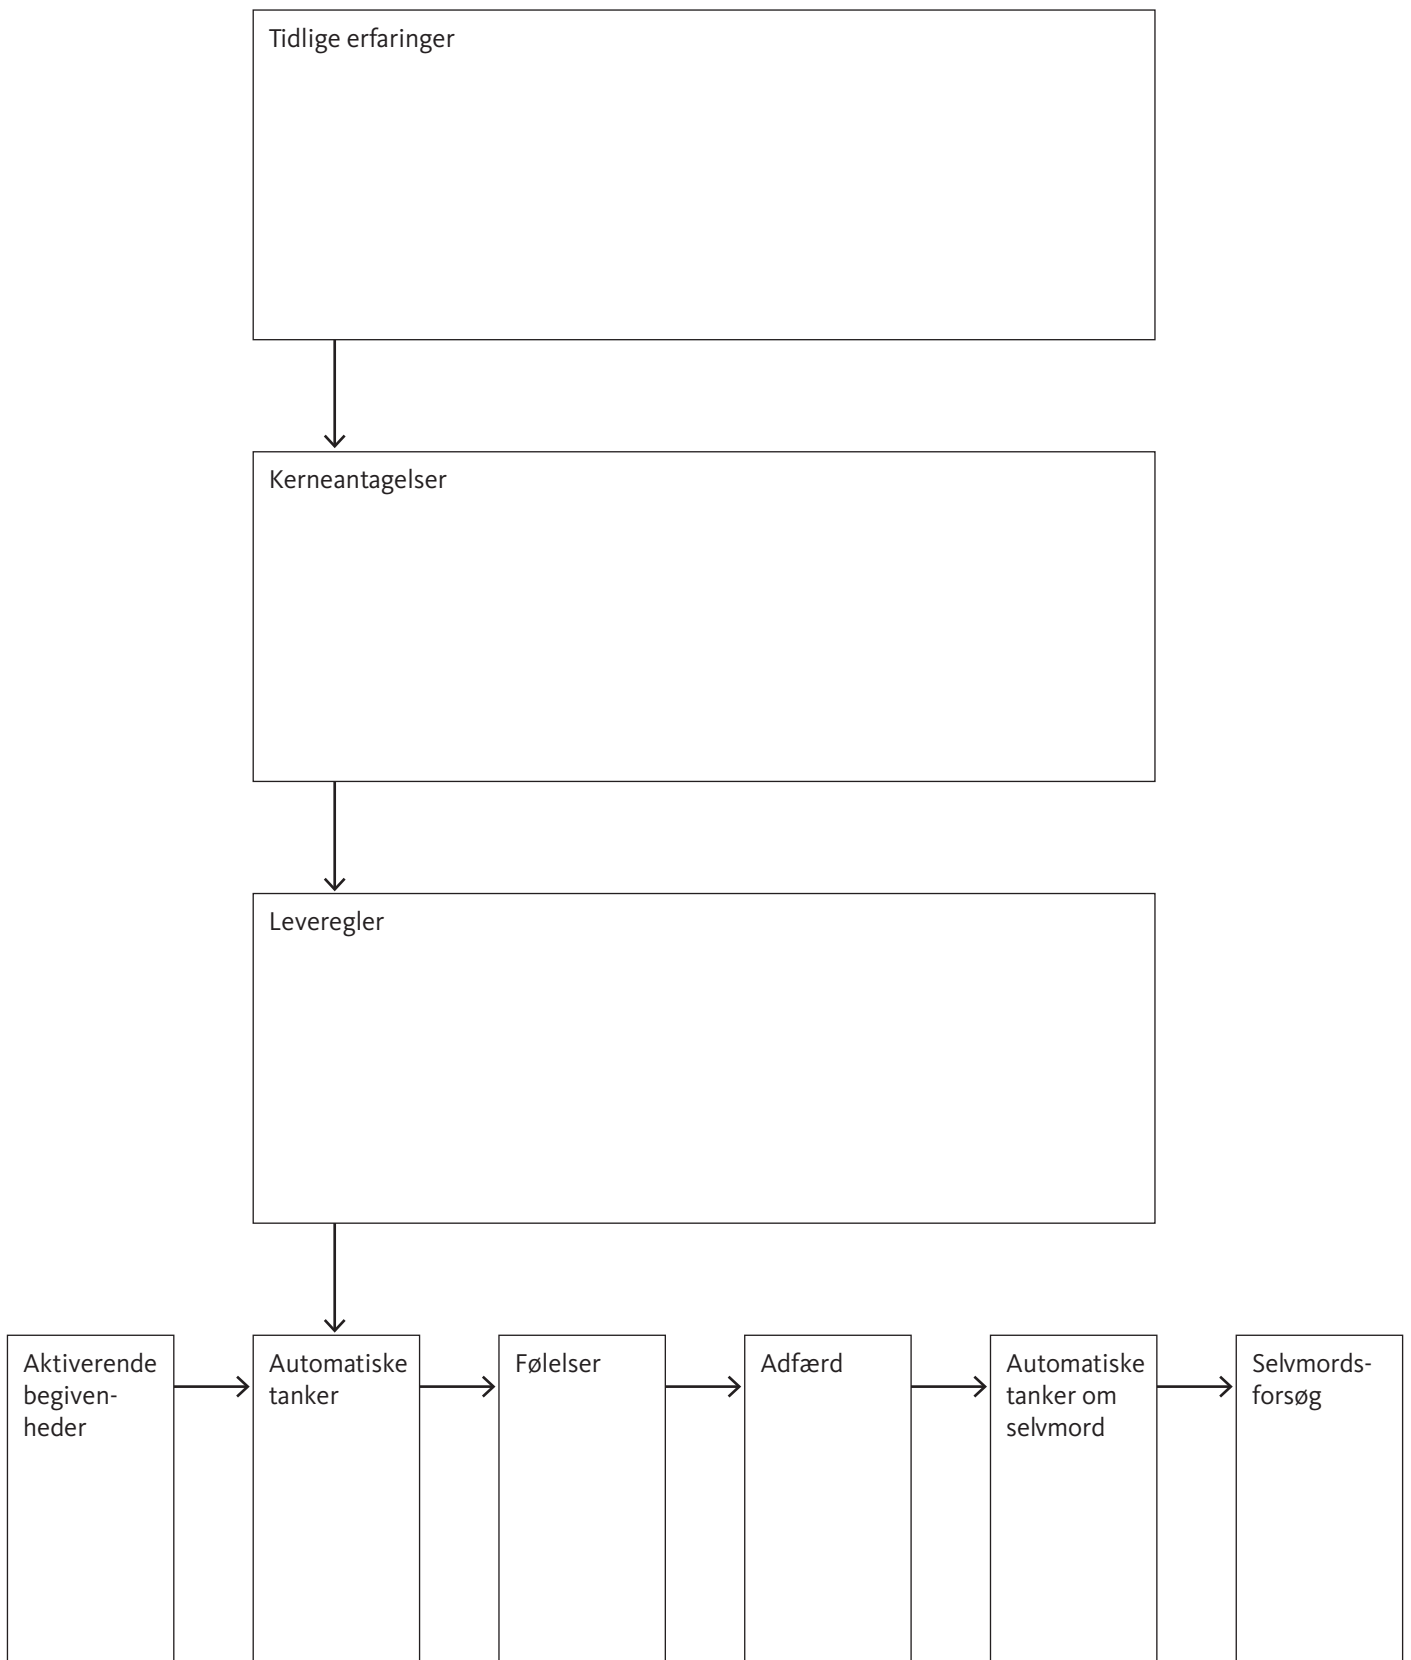 Tidlige erfaringer
Kerneantagelser
Leveregler
Aktiverende
begiven-
heder
Automatiske
tanker
Følelser
Adfærd
Automatiske
tanker om
selvmord
Selvmords-
forsøg